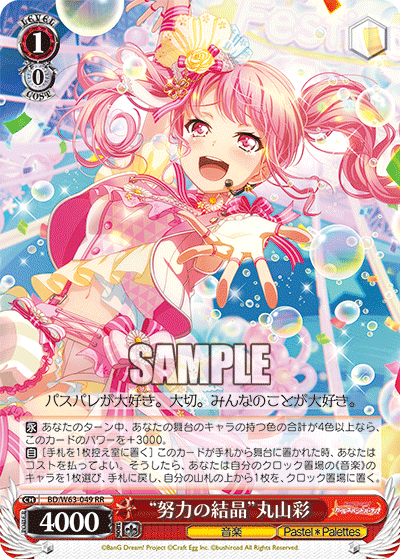 LEVEL
1
0
COST
SAMPLE
パスパレが大好き。大切。みんなのことが大好き。
永 あなたのターン中、あなたの舞台のキャラの持つ色の合計が4色以上なら、
このカードのパワーを+3000。
自 [手札を1枚控室に置く] このカードが手札から舞台に置かれた時、あなたは
コストを払ってよい。そうしたら、あなたは自分のクロック置場の《音楽》の
キャラを1枚選び、手札に戻し、自分の山札の上から1枚を、クロック置場に置く。
CH BD/W63-049 RR
4000
“努力の結晶”丸山彩
音楽
Pastel*Palettes
©BanG Dream! Project ©Craft Egg Inc. ©bushiroad All Rights Reserved.